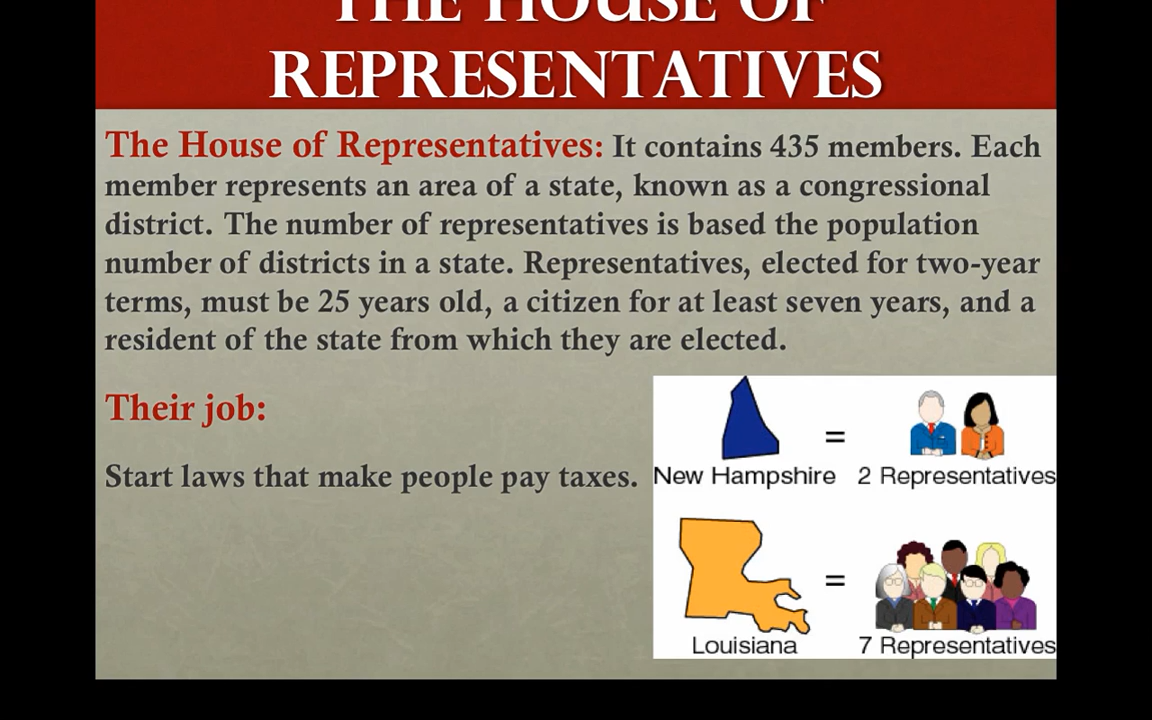 THE HOUSE OF
REPRESENTATIVES
The House of Representatives: It contains 435 members. Each
member represents an area of a state, known as a congressional
district. The number of representatives is based the population
number of districts in a state. Representatives, elected for two-year
terms, must be 25 years old, a citizen for at least seven years, and a
resident of the state from which they are elected.
Their job:
Start laws that make people pay taxes.
=
New Hampshire 2 Representatives
=
Louisiana 7 Representatives